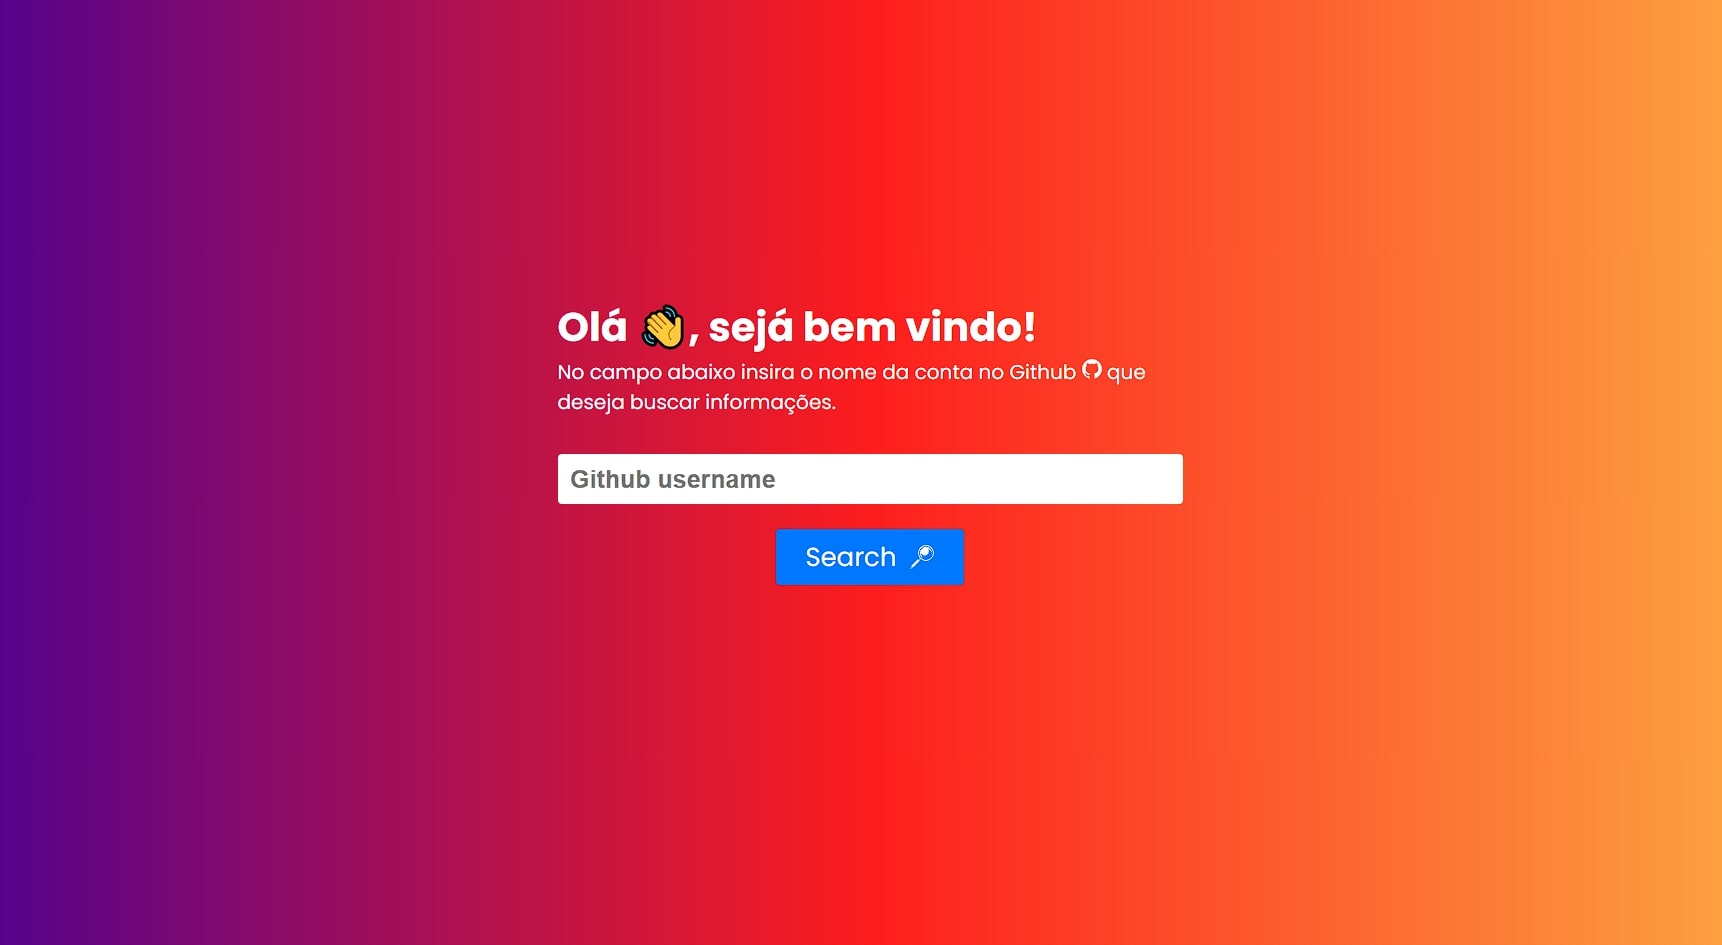 Olá 👋, sejá bem vindo!
No campo abaixo insira o nome da conta no Github que
deseja buscar informações.
Github username
Search